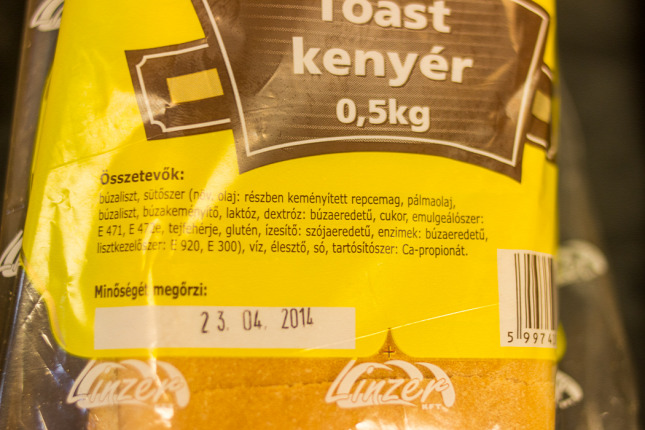 Toast
kenyér
0,5kg
Összetevők:
búzaliszt, sütőszer (növ. olaj: részben keményített repcemag, pálmaolaj,
búzaliszt, búzakeményítő, laktóz, dextróz: búzaeredetű, cukor, emulgeálószer:
E 471, E 472e, tejfehérje, glutén, ízesítő: szójaeredetű, enzimek: búzaeredetű,
lisztkezelőszer: E 920, E 300), víz, élesztő, só, tartósítószer: Ca-propionát.
Minőségét megőrzi:
23. 04. 2014
5 9974
Linzer
Linzer
KFT.